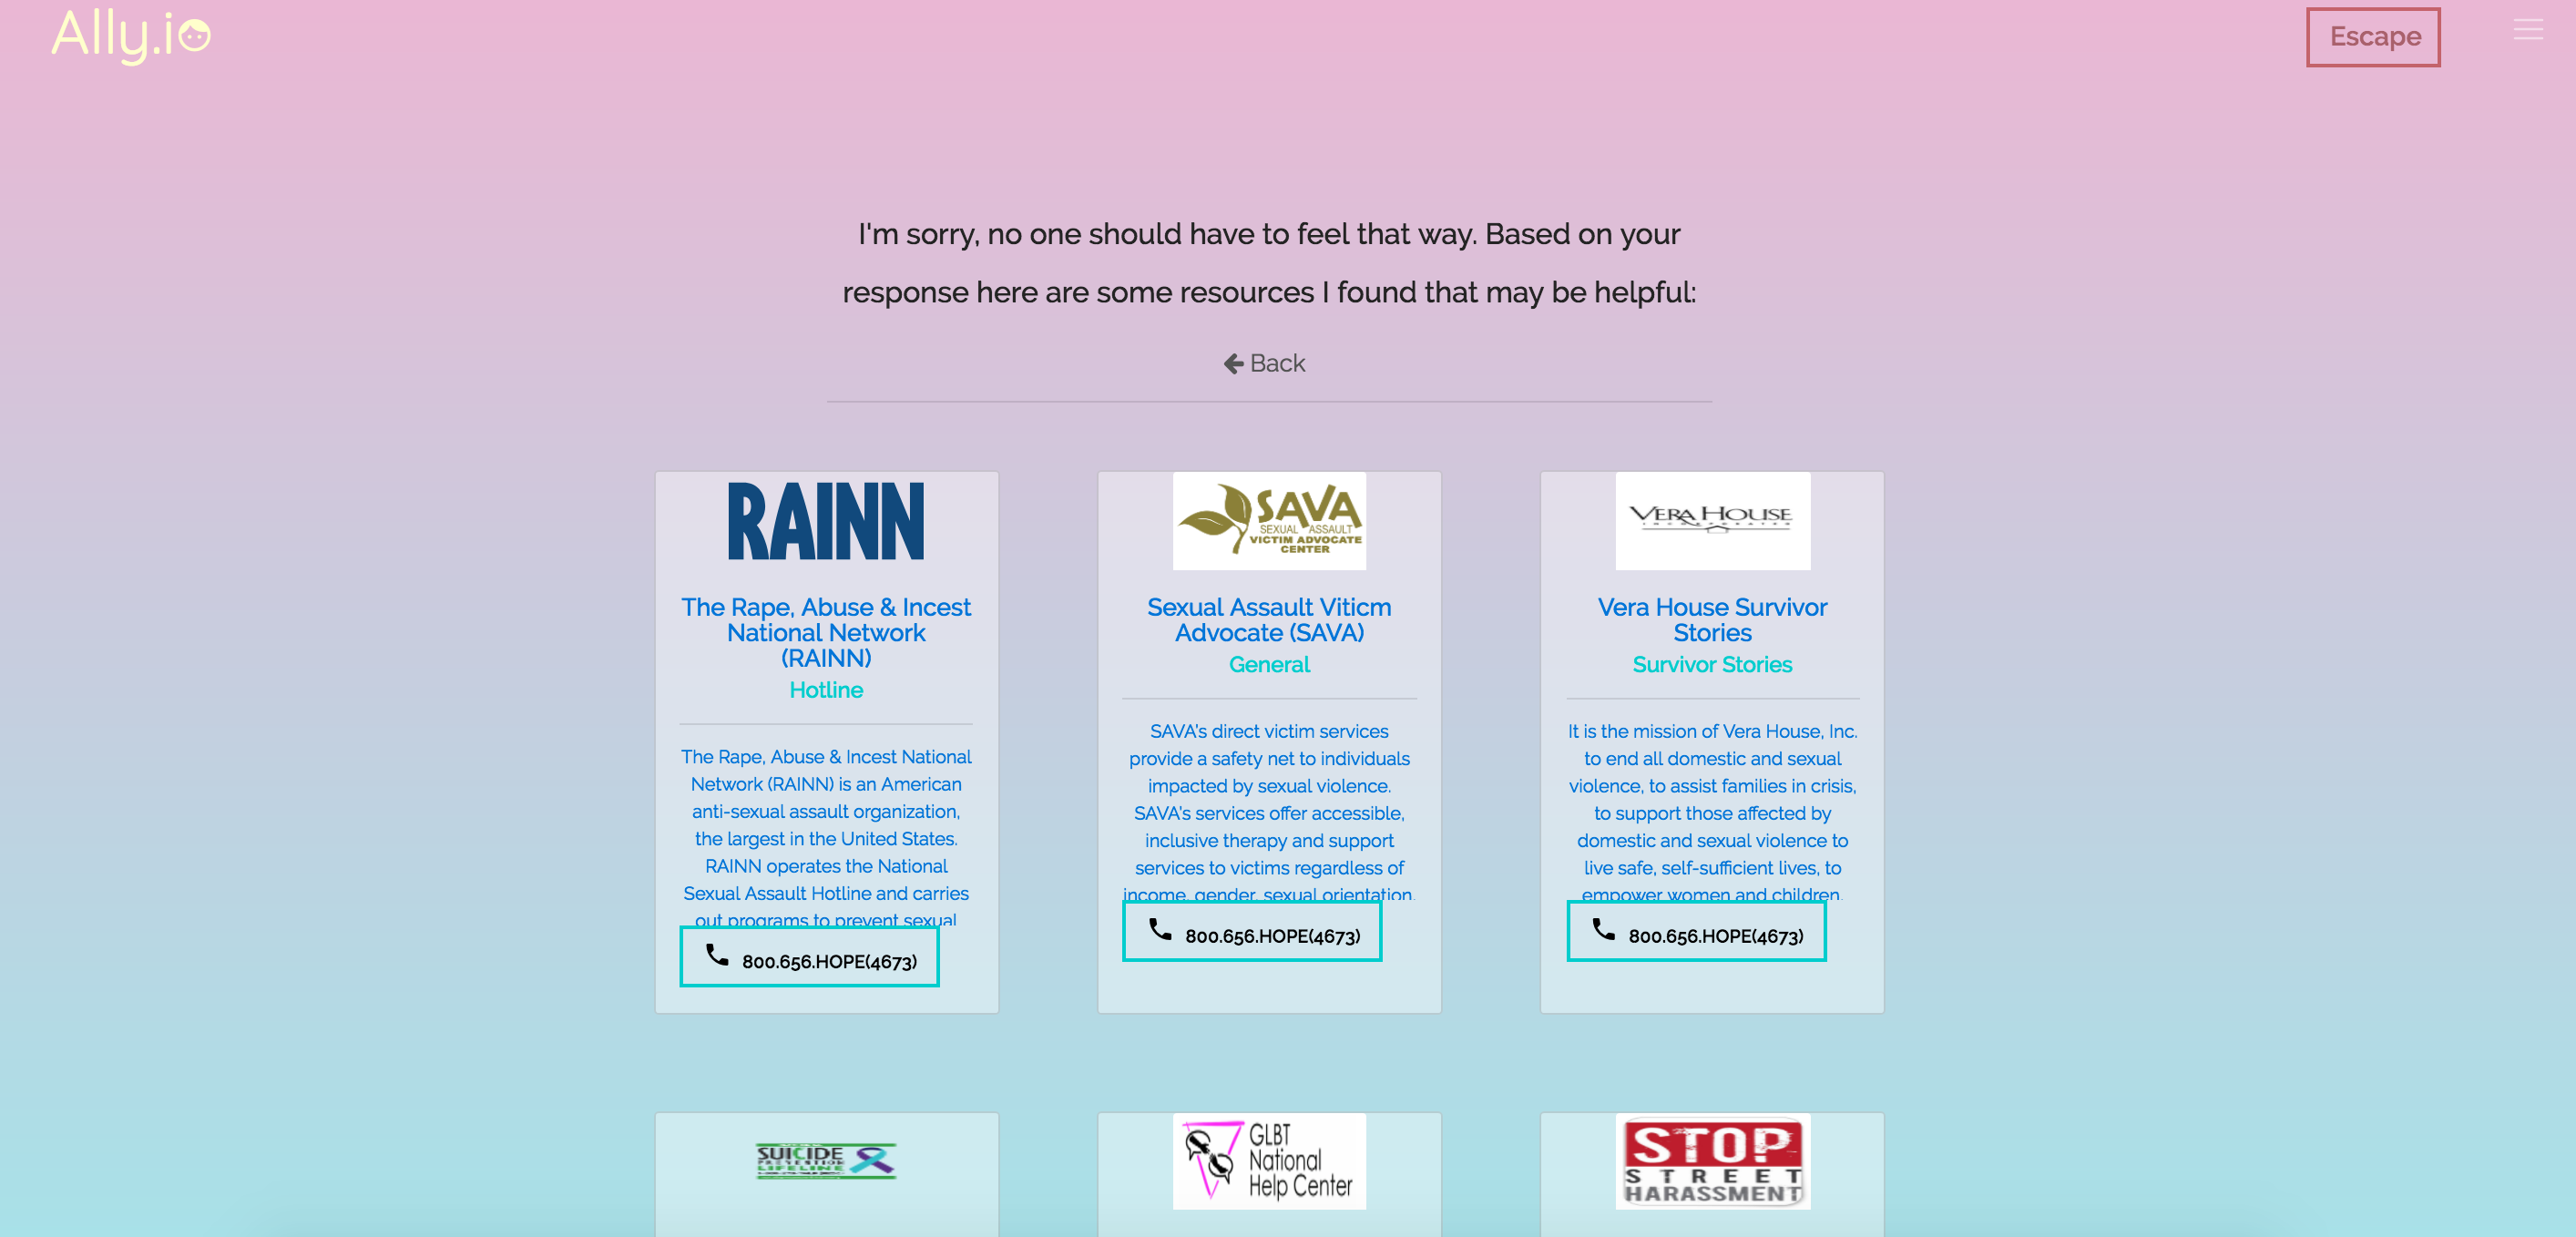 Ally.io
Escape
I'm sorry, no one should have to feel that way. Based on your
response here are some resources I found that may be helpful:
Back
RAINN
The Rape, Abuse & Incest
National Network
(RAINN)
Hotline
The Rape, Abuse & Incest National
Network (RAINN) is an American
anti-sexual assault organization,
the largest in the United States.
RAINN operates the National
Sexual Assault Hotline and carries
out programs to prevent sexual
800.656.HOPE(4673)
SAVA
SEXUAL ASSAULT
VICTIM ADVOCATE
CENTER
Sexual Assault Viticm
Advocate (SAVA)
General
SAVA's direct victim services
provide a safety net to individuals
impacted by sexual violence.
SAVA's services offer accessible,
inclusive therapy and support
services to victims regardless of
income, gender, sexual orientation,
800.656.HOPE(4673)
VERA HOUSE
INCORPORATED
Vera House Survivor
Stories
Survivor Stories
It is the mission of Vera House, Inc.
to end all domestic and sexual
violence, to assist families in crisis,
to support those affected by
domestic and sexual violence to
live safe, self-sufficient lives, to
empower women and children,
800.656.HOPE(4673)
SUICIDE
PREVENTION
LIFELINE
GLBT
National
Help Center
STOP
STREET
HARASSMENT